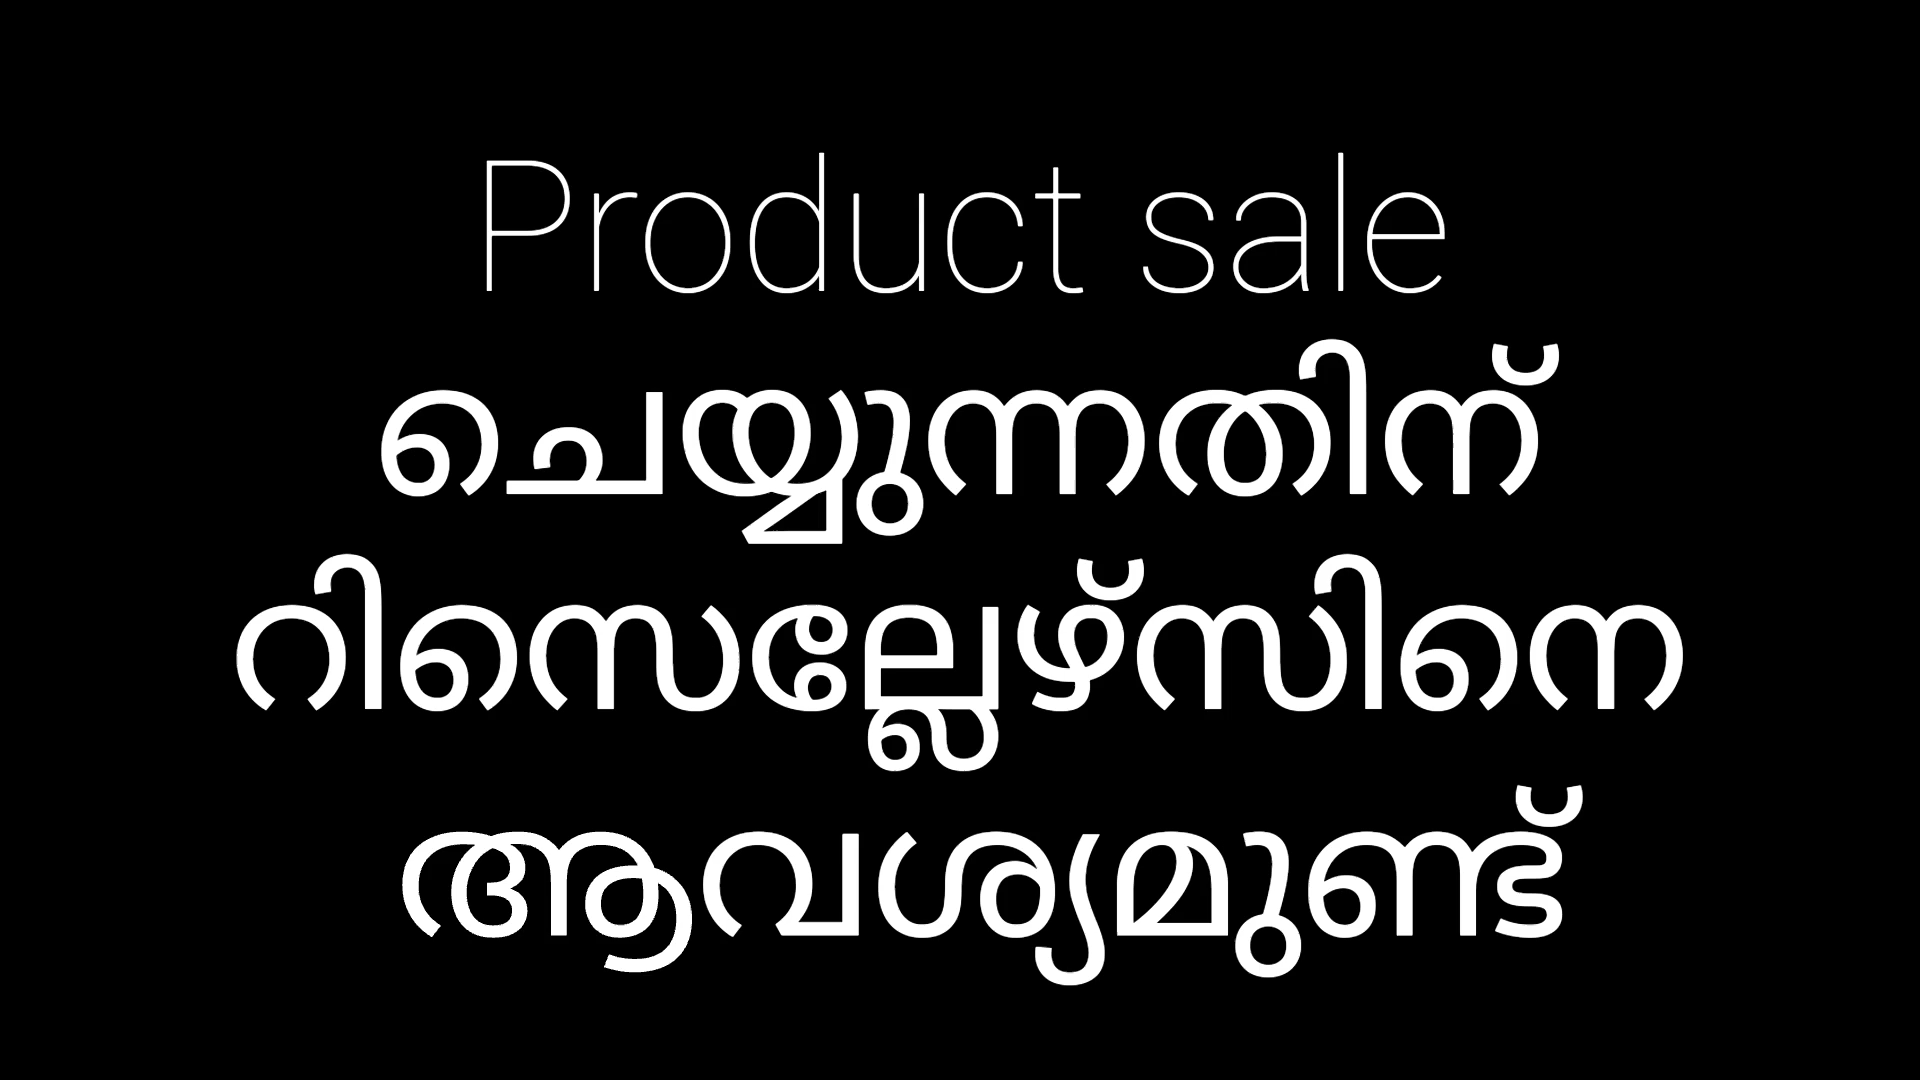 Product sale
ചെയ്യുന്നതിന്
റിസെല്ലേഴ്സിനെ
ആവശ്യമുണ്ട്